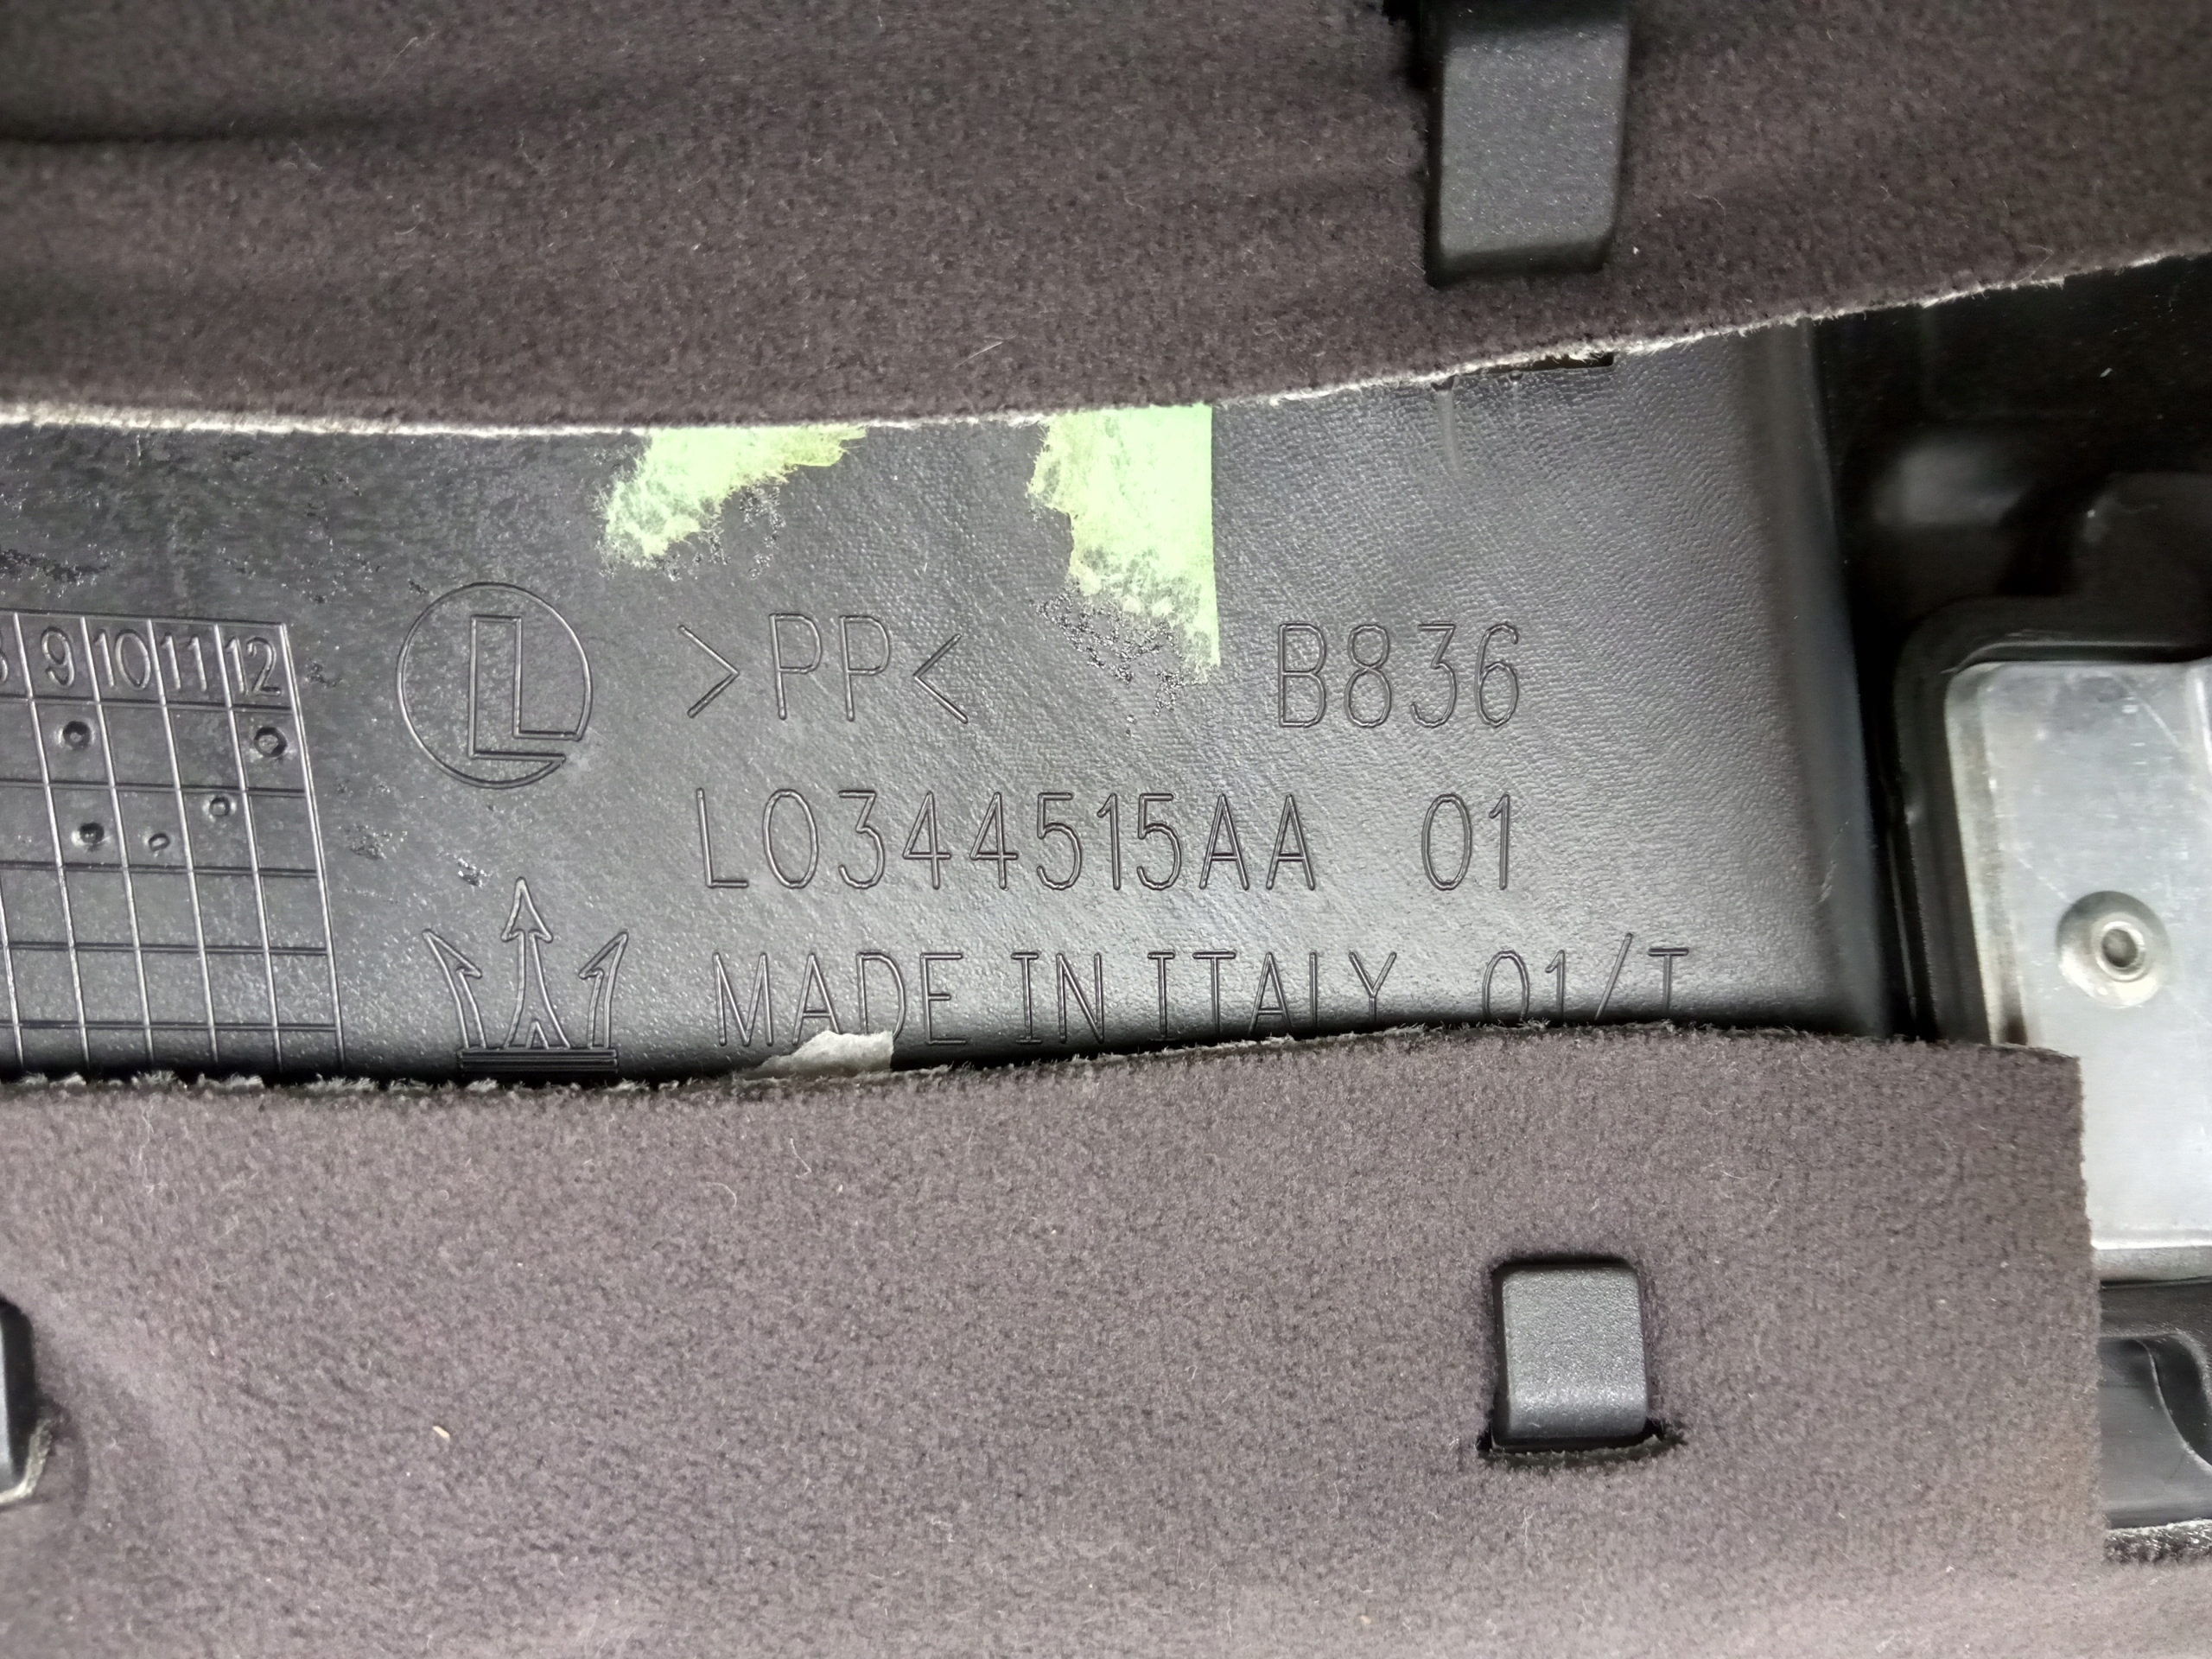 9 10 11 12
L >PP< B836
L0344515AA 01
MADE IN ITALY 01/T